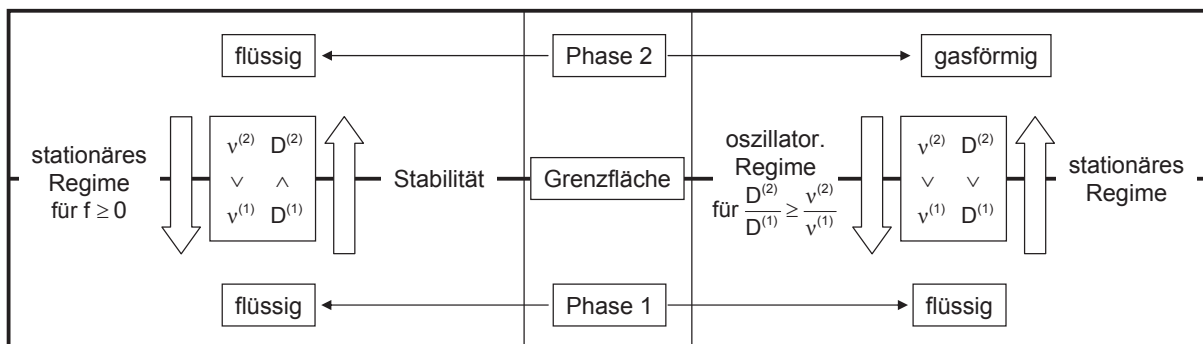 flüssig
Phase 2
gasförmig
stationäres
Regime
für f ≥ 0
ν⁽²⁾ D⁽²⁾
∨ ∧
ν⁽¹⁾ D⁽¹⁾
Stabilität
Grenzfläche
oszillator.
Regime
für D⁽²⁾/D⁽¹⁾ ≥ ν⁽²⁾/ν⁽¹⁾
ν⁽²⁾ D⁽²⁾
∨ ∨
ν⁽¹⁾ D⁽¹⁾
stationäres
Regime
flüssig
Phase 1
flüssig